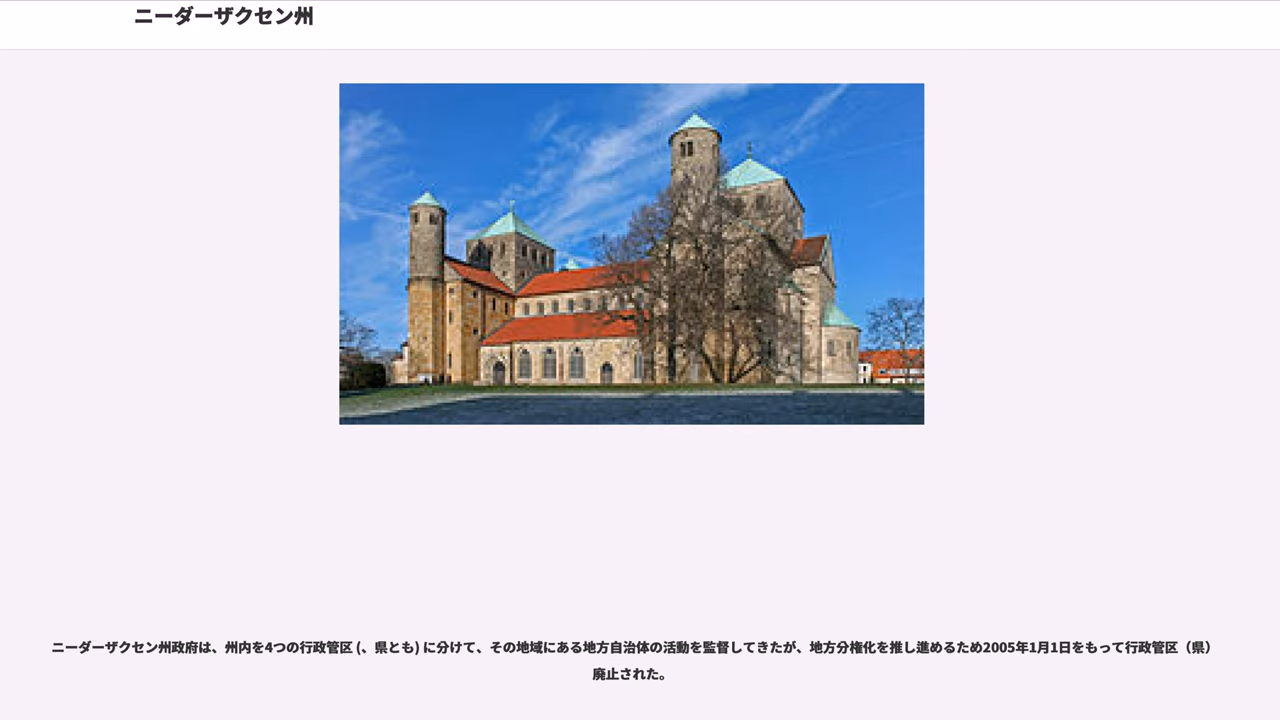 ニーダーザクセン州
ニーダーザクセン州政府は、州内を4つの行政管区 (、県とも) に分けて、その地域にある地方自治体の活動を監督してきたが、地方分権化を推し進めるため2005年1月1日をもって行政管区（県）
廃止された。